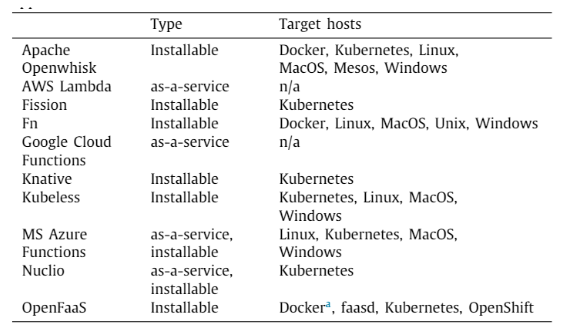 Type Target hosts
Apache Installable Docker, Kubernetes, Linux,
Openwhisk MacOS, Mesos, Windows
AWS Lambda as-a-service n/a
Fission Installable Kubernetes
Fn Installable Docker, Linux, MacOS, Unix, Windows
Google Cloud as-a-service n/a
Functions
Knative Installable Kubernetes
Kubeless Installable Kubernetes, Linux, MacOS,
Windows
MS Azure as-a-service, Linux, Kubernetes, MacOS,
Functions installable Windows
Nuclio as-a-service, Kubernetes
installable
OpenFaaS Installable Dockerᵃ, faasd, Kubernetes, OpenShift